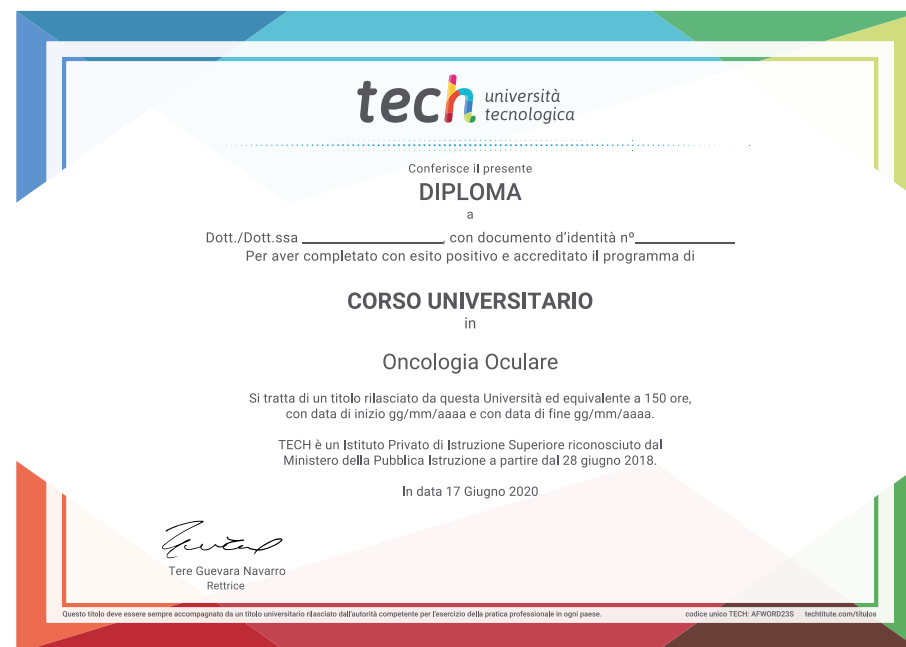 tech università
tecnologica
Conferisce il presente
DIPLOMA
a
Dott./Dott.ssa ________________, con documento d'identità nº____________
Per aver completato con esito positivo e accreditato il programma di
CORSO UNIVERSITARIO
in
Oncologia Oculare
Si tratta di un titolo rilasciato da questa Università ed equivalente a 150 ore,
con data di inizio gg/mm/aaaa e con data di fine gg/mm/aaaa.
TECH è un Istituto Privato di Istruzione Superiore riconosciuto dal
Ministero della Pubblica Istruzione a partire dal 28 giugno 2018.
In data 17 Giugno 2020
Tere Guevara Navarro
Rettrice
Questo titolo deve essere sempre accompagnato da un titolo universitario rilasciato dall'autorità competente per l'esercizio della pratica professionale in ogni paese. codice unico TECH: AFWORD23S techtitute.com/titulos